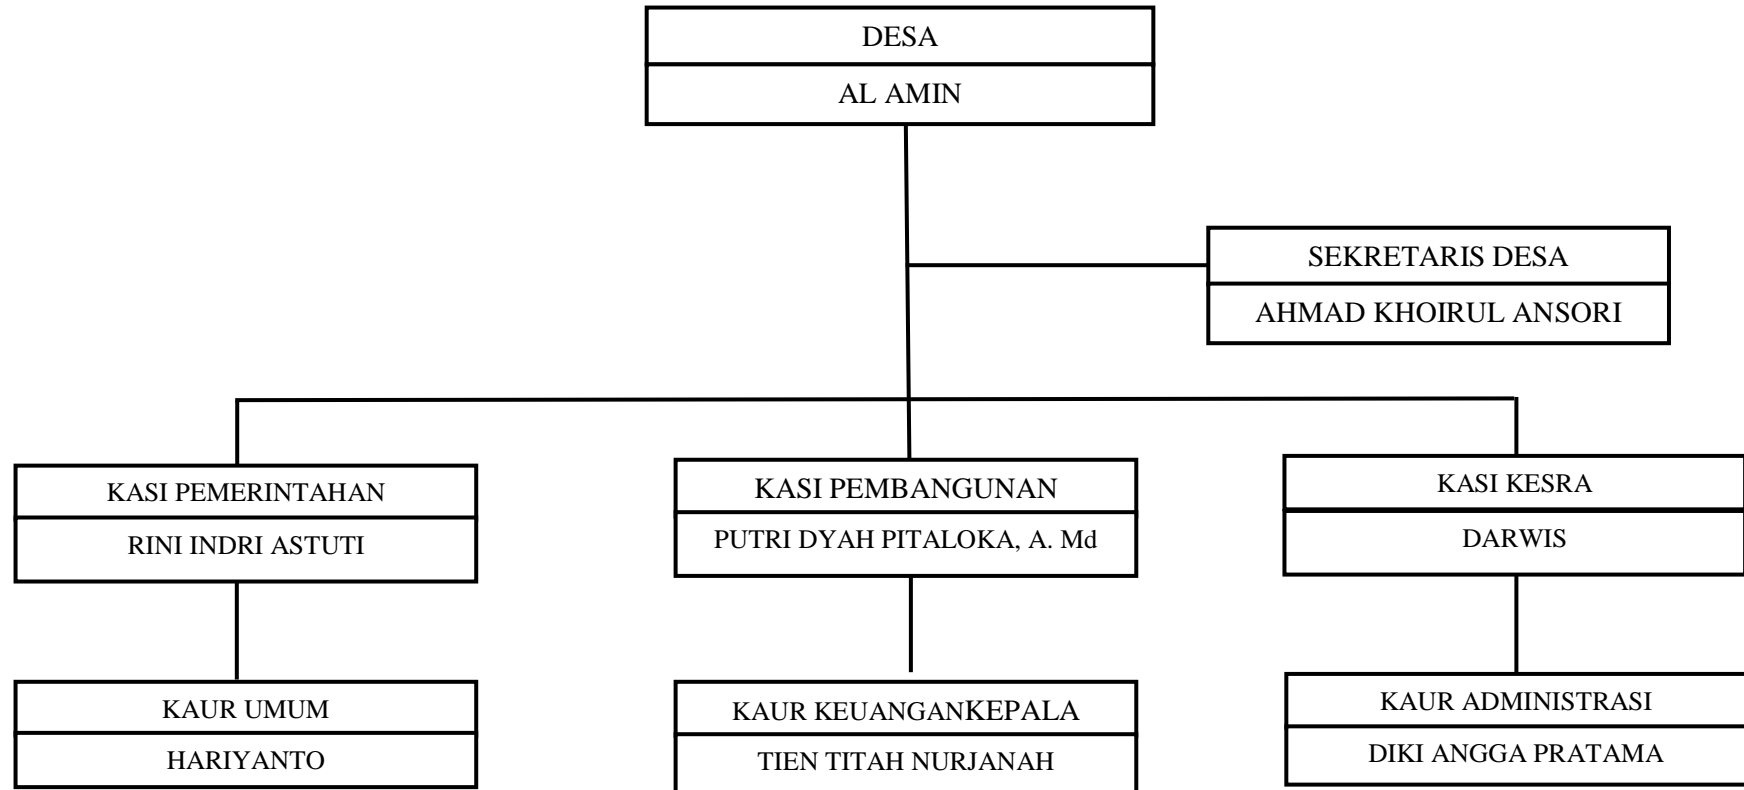 DESA
AL AMIN
SEKRETARIS DESA
AHMAD KHOIRUL ANSORI
KASI PEMERINTAHAN
RINI INDRI ASTUTI
KASI PEMBANGUNAN
PUTRI DYAH PITALOKA, A. Md
KASI KESRA
DARWIS
KAUR UMUM
HARIYANTO
KAUR KEUANGANKEPALA
TIEN TITAH NURJANAH
KAUR ADMINISTRASI
DIKI ANGGA PRATAMA